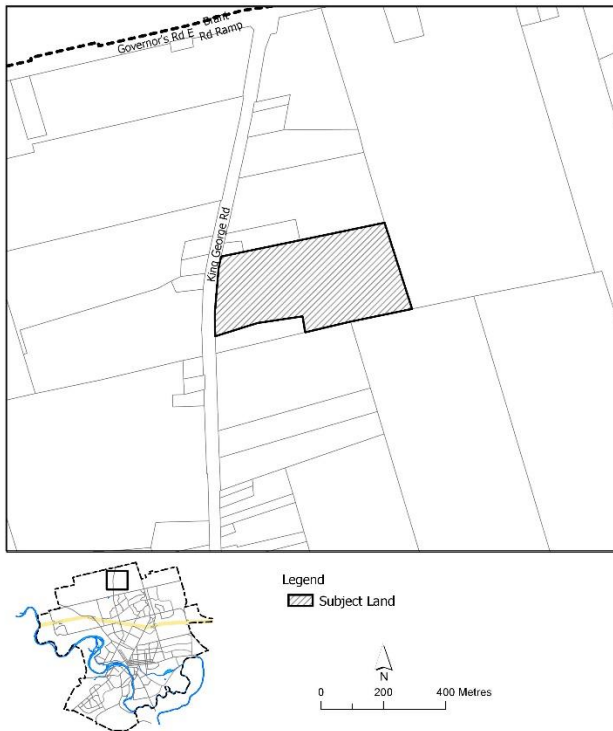 Governor's Rd E
Brant
Rd Ramp
King George Rd
Legend
Subject Land
N
0 200 400 Metres